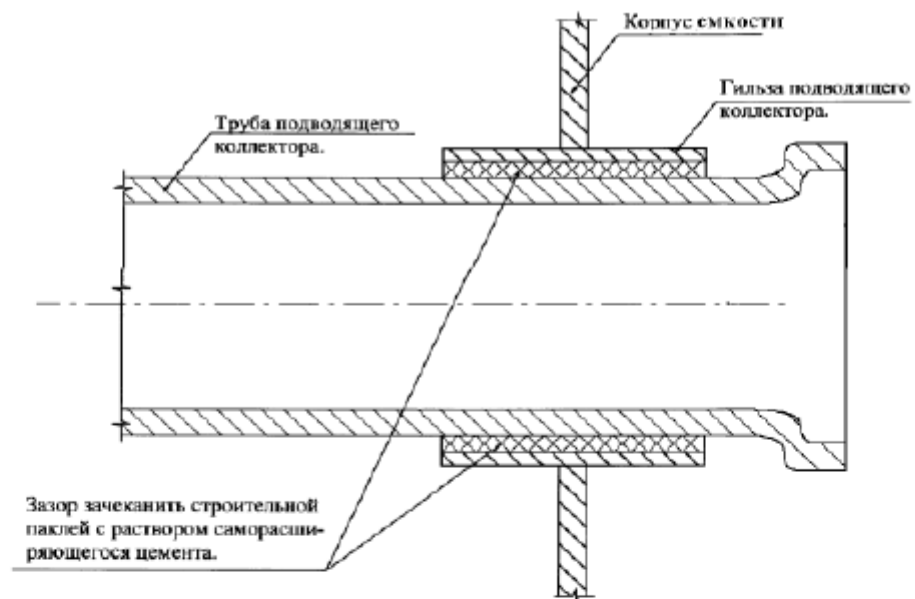 Корпус емкости
Гильза подводящего
коллектора.
Труба подводящего
коллектора.
Зазор зачеканить строительной
паклей с раствором саморасши-
ряющегося цемента.